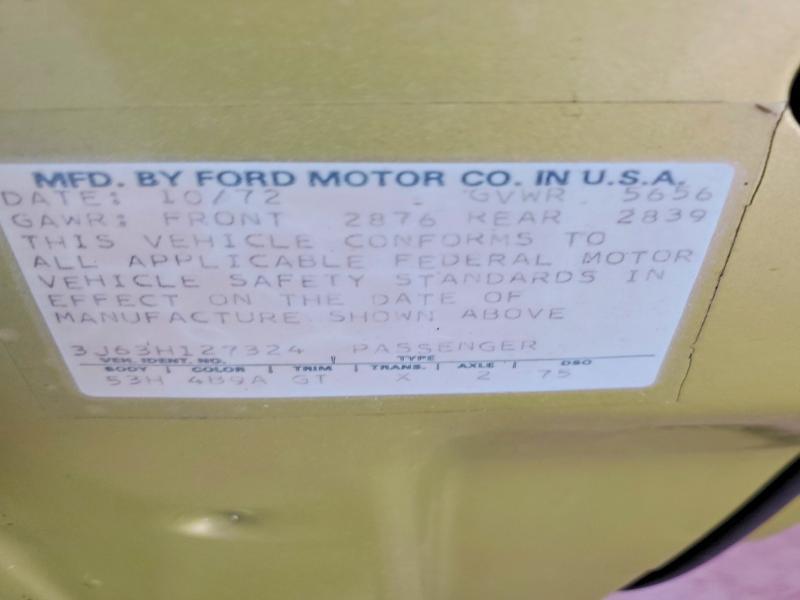 MFD. BY FORD MOTOR CO. IN U.S.A.
DATE: 10/72 GVWR 5656
GAWR: FRONT 2876 REAR 2839
THIS VEHICLE CONFORMS TO
ALL APPLICABLE FEDERAL MOTOR
VEHICLE SAFETY STANDARDS IN
EFFECT ON THE DATE OF
MANUFACTURE SHOWN ABOVE
3J63H127324 PASSENGER
VEH. IDENT. NO. TYPE
BODY COLOR TRIM TRANS. AXLE DSO
53H 4B9A GT X 2 75